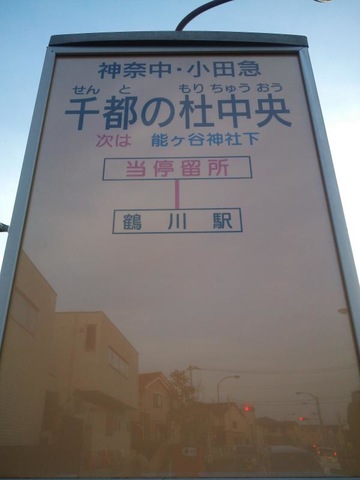 神奈中・小田急
せんと もりちゅうおう
千都の杜中央
次は 能ヶ谷神社下
当停留所
鶴川駅